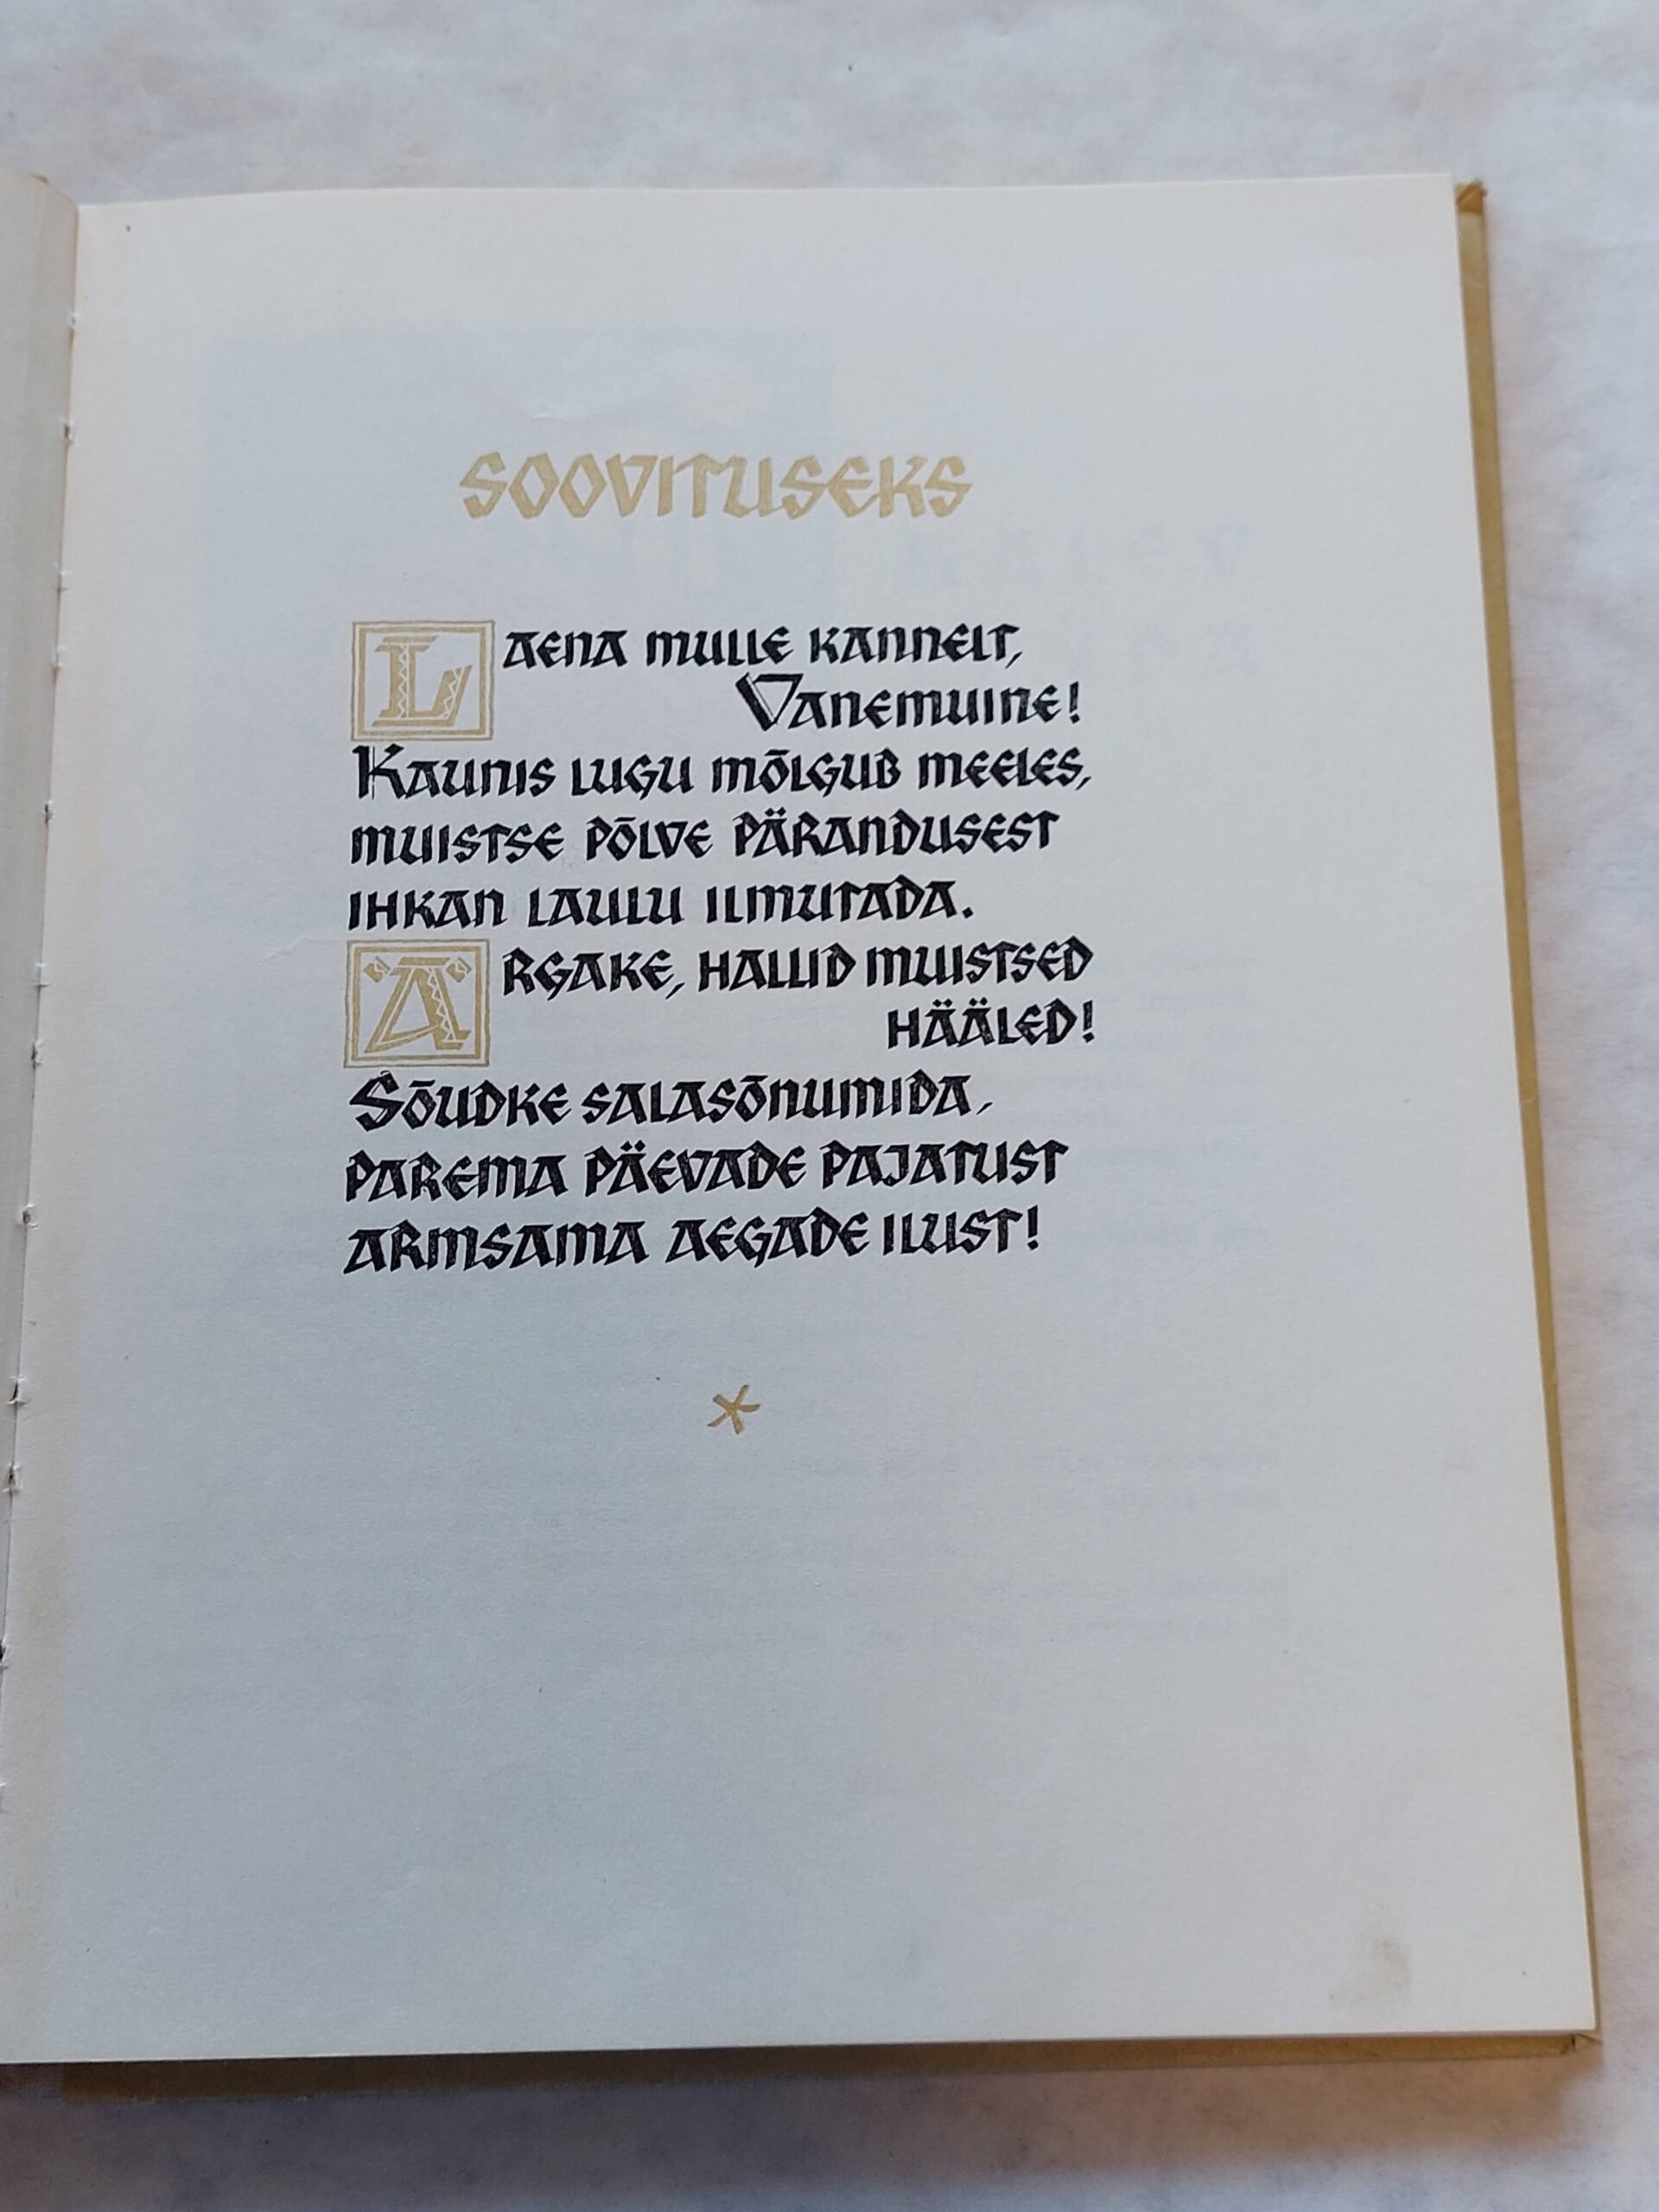 SOOVITUSEKS
LAENA MULLE KANNELT,
VANEMUINE!
KAUNIS LUGU MÕLGUB MEELES,
MUISTSE PÕLVE PÄRANDUSEST
IHKAN LAULU ILMUTADA.
ÄRGAKE, HALLID MUISTSED
HÄÄLED!
SÕUDKE SALASÕNUMIDA,
PAREMA PÄEVADE PAJATUST
ARMSAMA AEGADE ILUST!
*